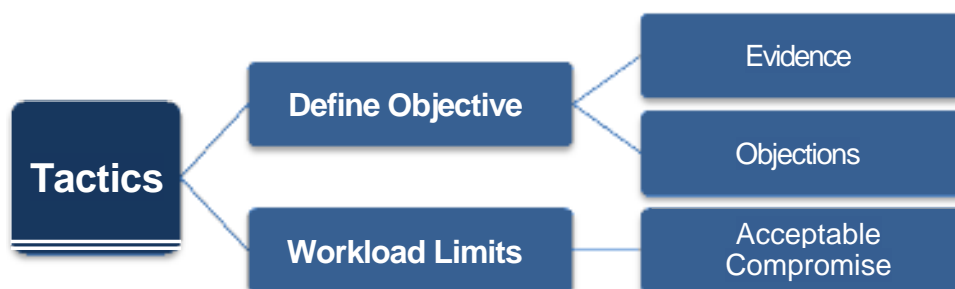 Tactics
Define Objective
Evidence
Objections
Workload Limits
Acceptable
Compromise